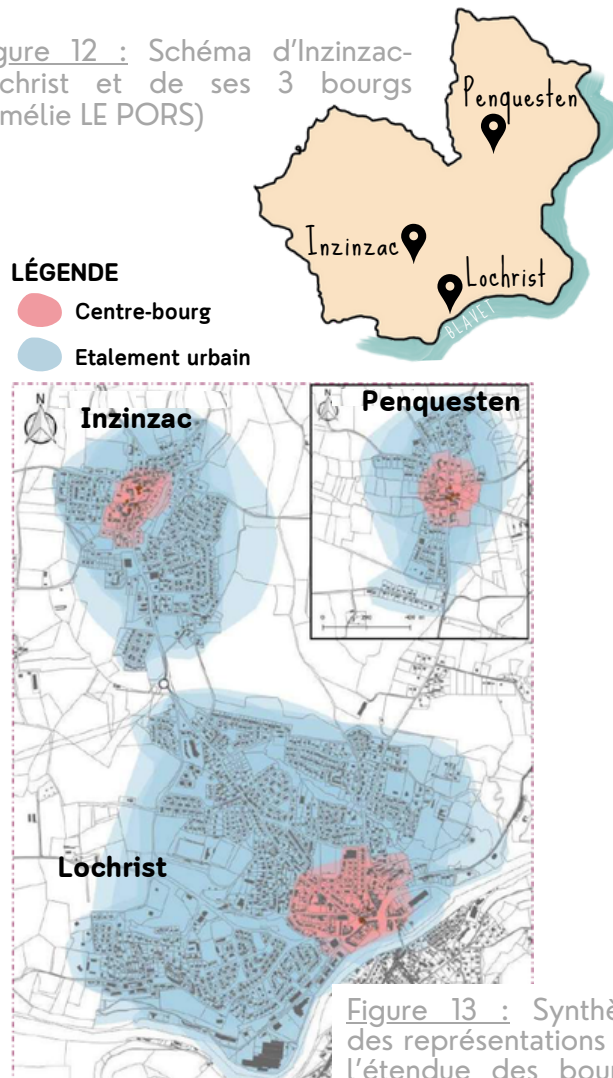 gure 12 : Schéma d'Inzinzac-
christ et de ses 3 bourgs
mélie LE PORS)
Penquesten
Inzinzac
Lochrist
BLAVET
LÉGENDE
Centre-bourg
Etalement urbain
N
Inzinzac
N
Penquesten
Lochrist
Figure 13 : Synthè
des représentations
l'étendue des bour